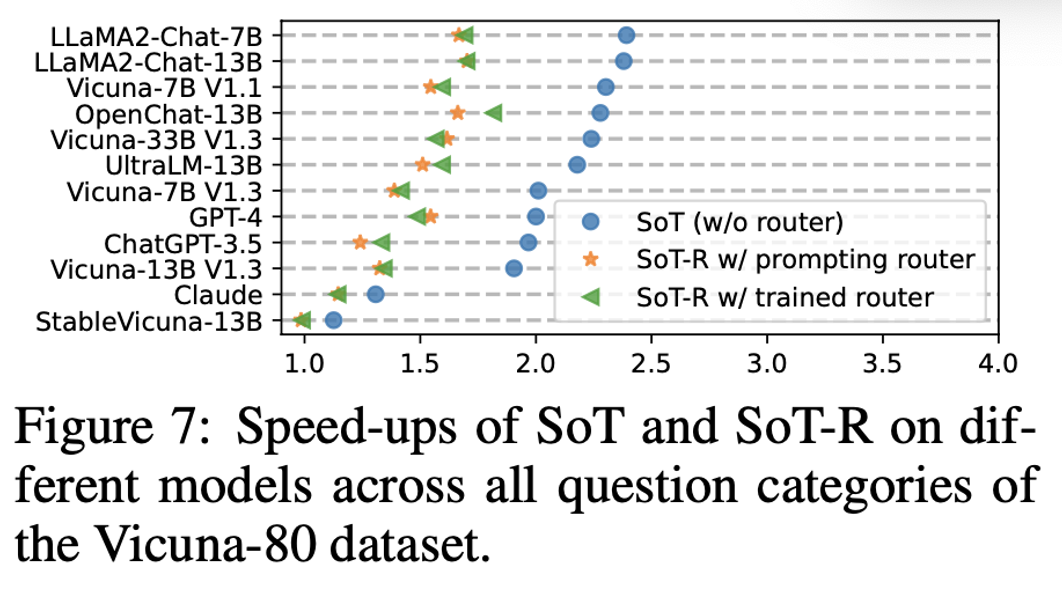 LLaMA2-Chat-7B
LLaMA2-Chat-13B
Vicuna-7B V1.1
OpenChat-13B
Vicuna-33B V1.3
UltraLM-13B
Vicuna-7B V1.3
GPT-4
ChatGPT-3.5
Vicuna-13B V1.3
Claude
StableVicuna-13B
SoT (w/o router)
SoT-R w/ prompting router
SoT-R w/ trained router
1.0 1.5 2.0 2.5 3.0 3.5 4.0
Figure 7: Speed-ups of SoT and SoT-R on dif-
ferent models across all question categories of
the Vicuna-80 dataset.